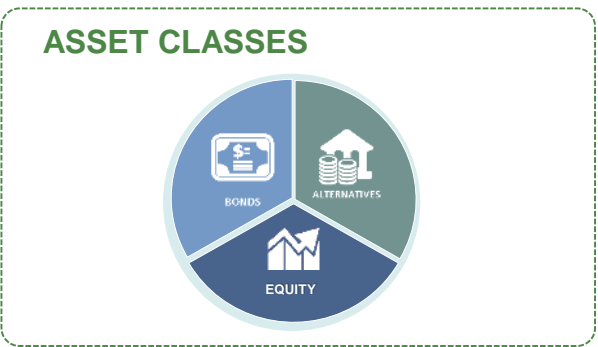 ASSET CLASSES
$=
BONDS
ALTERNATIVES
EQUITY